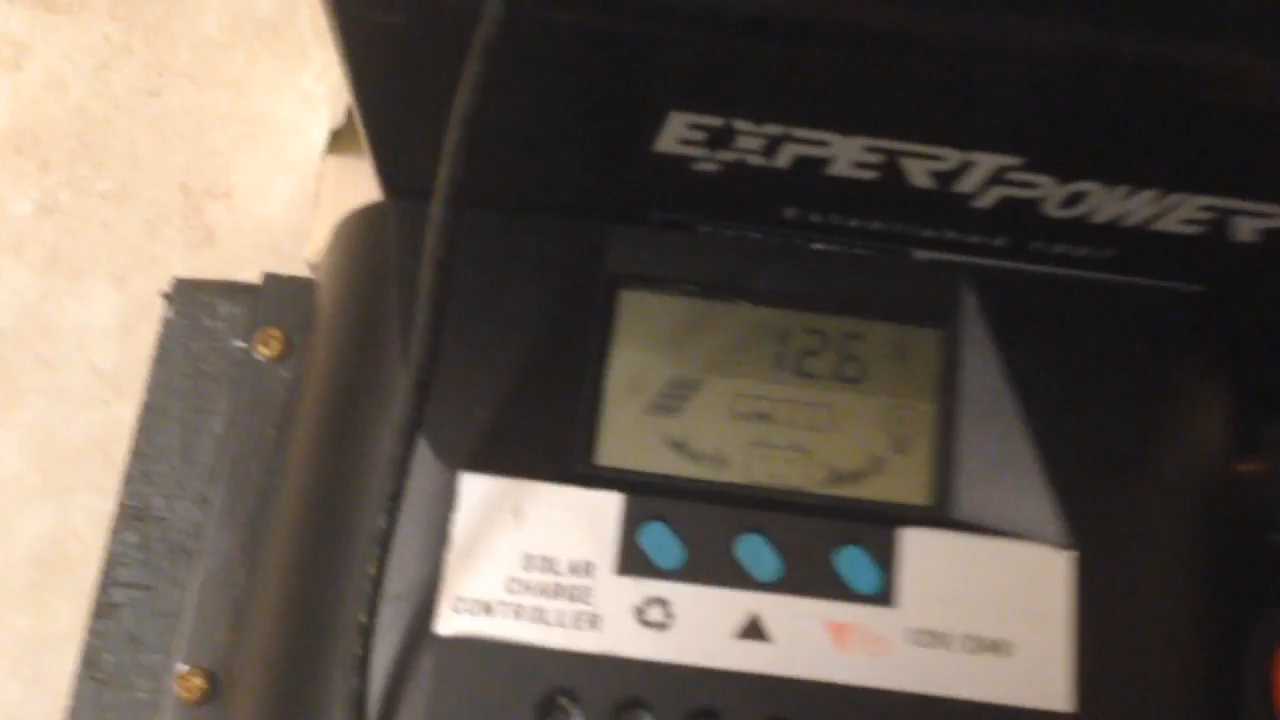 EXPERTPOWER
12.6
SOLAR
CHARGE
CONTROLLER